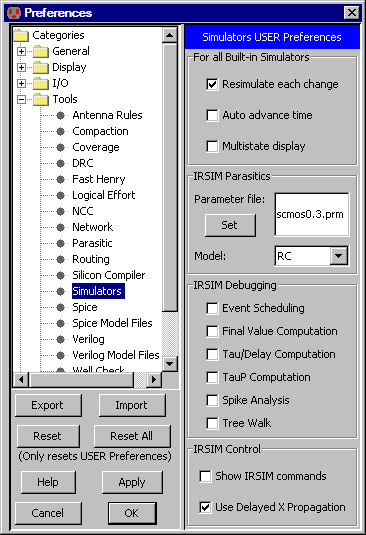 Preferences
Categories
General
Display
I/O
Tools
Antenna Rules
Compaction
Coverage
DRC
Fast Henry
Logical Effort
NCC
Network
Parasitic
Routing
Silicon Compiler
Simulators
Spice
Spice Model Files
Verilog
Verilog Model Files
Well Check
Export Import
Reset Reset All
(Only resets USER Preferences)
Help Apply
Cancel OK
Simulators USER Preferences
For all Built-in Simulators
Resimulate each change
Auto advance time
Multistate display
IRSIM Parasitics
Parameter file:
scmos0.3.prm
Set
Model: RC
IRSIM Debugging
Event Scheduling
Final Value Computation
Tau/Delay Computation
TauP Computation
Spike Analysis
Tree Walk
IRSIM Control
Show IRSIM commands
Use Delayed X Propagation